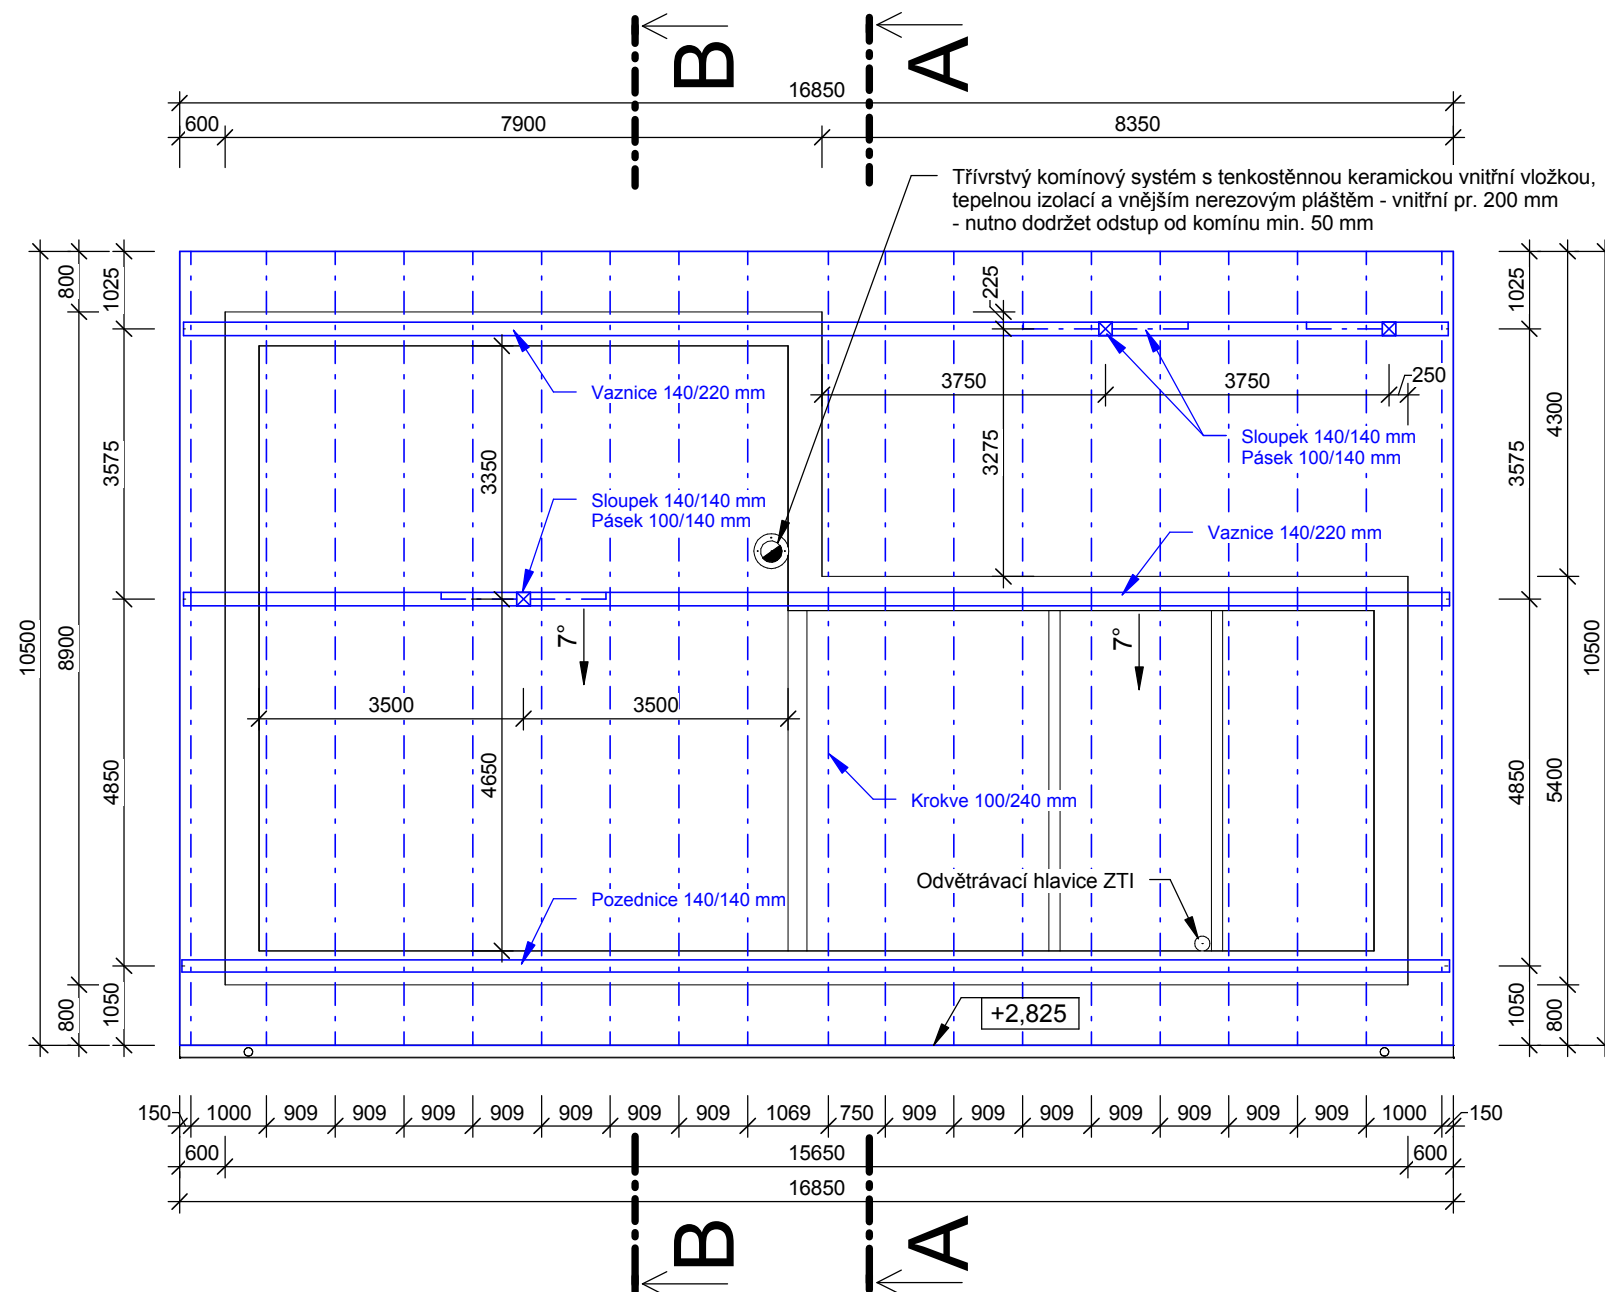 B
A
16850
600
7900
8350
Třívrstvý komínový systém s tenkostěnnou keramickou vnitřní vložkou,
tepelnou izolací a vnějším nerezovým pláštěm - vnitřní pr. 200 mm
- nutno dodržet odstup od komínu min. 50 mm
800
1025
225
1025
4300
3750
3750
250
Vaznice 140/220 mm
Sloupek 140/140 mm
Pásek 100/140 mm
3575
3350
3275
3575
Sloupek 140/140 mm
Pásek 100/140 mm
Vaznice 140/220 mm
10500
8900
7°
7°
10500
3500
3500
4850
4650
4850
5400
Krokve 100/240 mm
Odvětrávací hlavice ZTI
Pozednice 140/140 mm
800
1050
+2,825
1050
800
150 1000 909 909 909 909 909 909 909 1069 750 909 909 909 909 909 909 909 1000 150
600
15650
600
16850
B
A